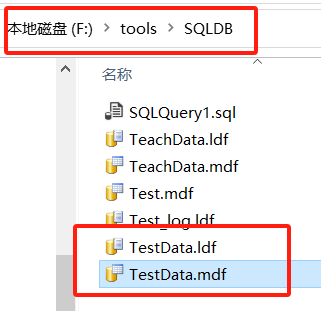 本地磁盘 (F:) > tools > SQLDB
名称
SQLQuery1.sql
TeachData.ldf
TeachData.mdf
Test.mdf
Test_log.ldf
TestData.ldf
TestData.mdf